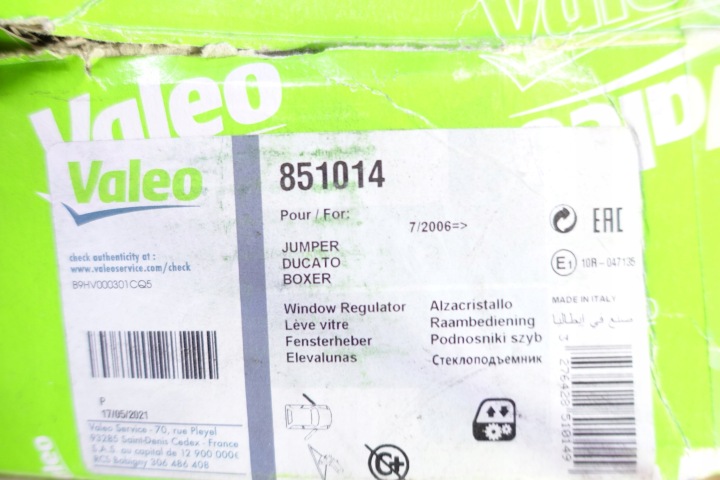 Valeo
Valeo
851014
Pour / For:
7/2006=>
JUMPER
DUCATO
BOXER
check authenticity at :
www.valeoservice.com/check
B9HV000301CQ5
EAC
E1 10R - 047135
MADE IN ITALY
صنع في إيطاليا
Window Regulator
Lève vitre
Fensterheber
Elevalunas
Alzacristallo
Raambediening
Podnosniki szyb
Стеклоподъемник
P
17/05/2021
Valeo Service - 70, rue Pleyel
93285 Saint-Denis Cedex - France
S.A.S. au capital de 12 900 000€
RCS Bobigny 306 486 408
C+